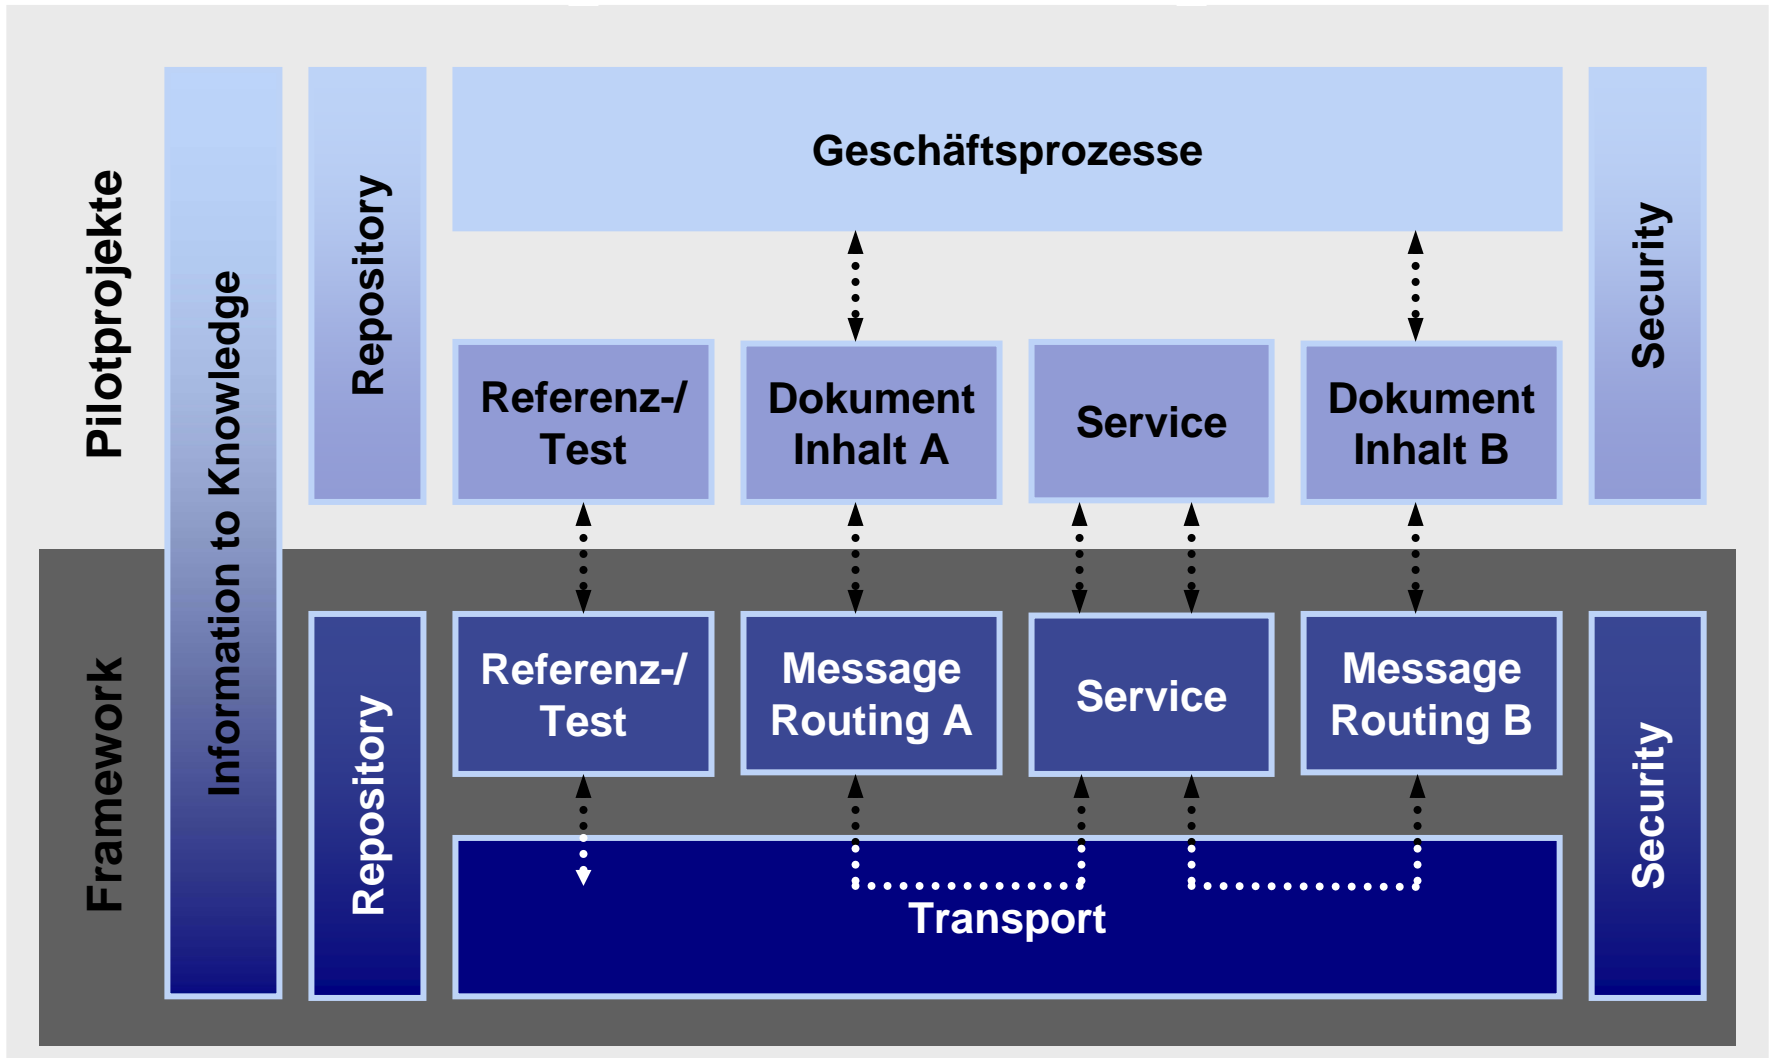 Pilotprojekte
Information to Knowledge
Repository
Geschäftsprozesse
Security
Referenz-/
Test
Dokument
Inhalt A
Service
Dokument
Inhalt B
Framework
Repository
Referenz-/
Test
Message
Routing A
Service
Message
Routing B
Security
Transport